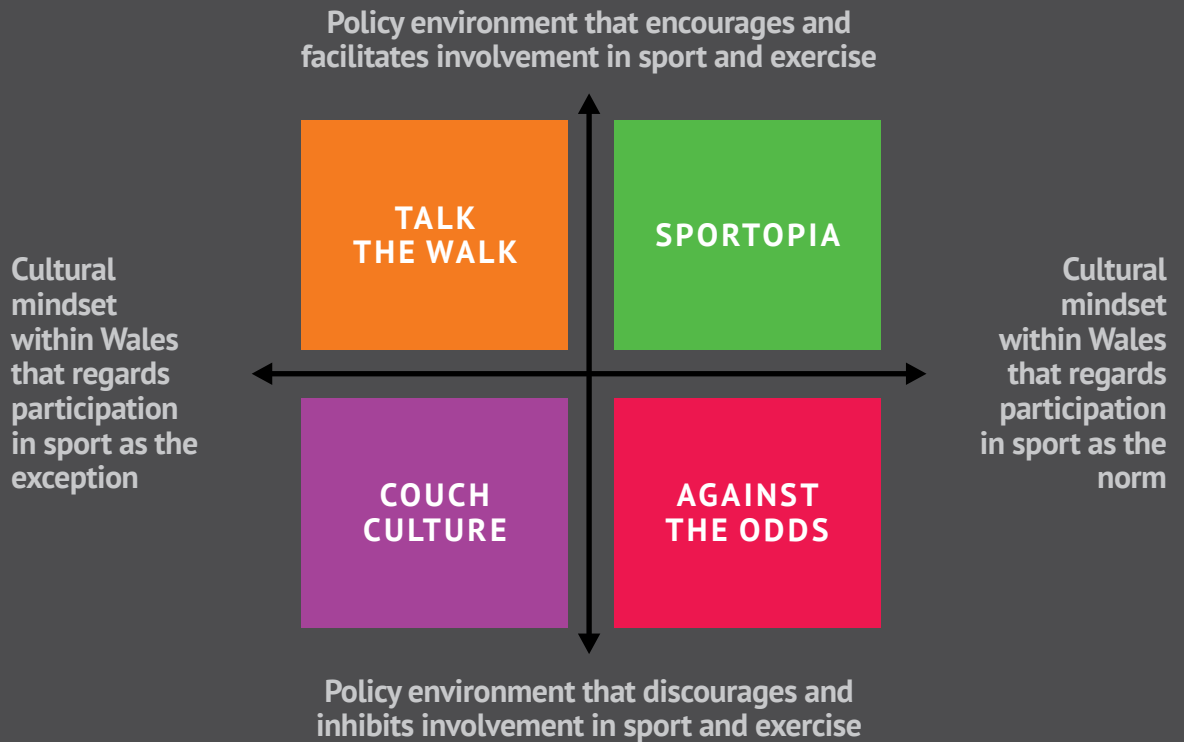 Policy environment that encourages and
facilitates involvement in sport and exercise
TALK
THE WALK
SPORTOPIA
Cultural
mindset
within Wales
that regards
participation
in sport as the
exception
Cultural
mindset
within Wales
that regards
participation
in sport as the
norm
COUCH
CULTURE
AGAINST
THE ODDS
Policy environment that discourages and
inhibits involvement in sport and exercise